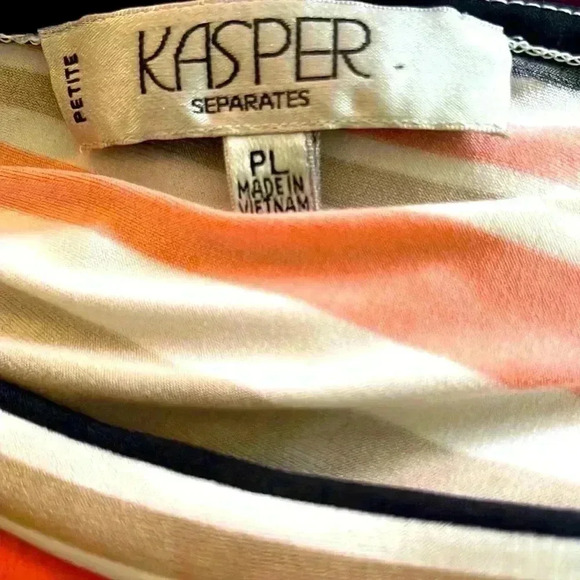 PETITE
KASPER
SEPARATES
PL
MADE IN
VIETNAM